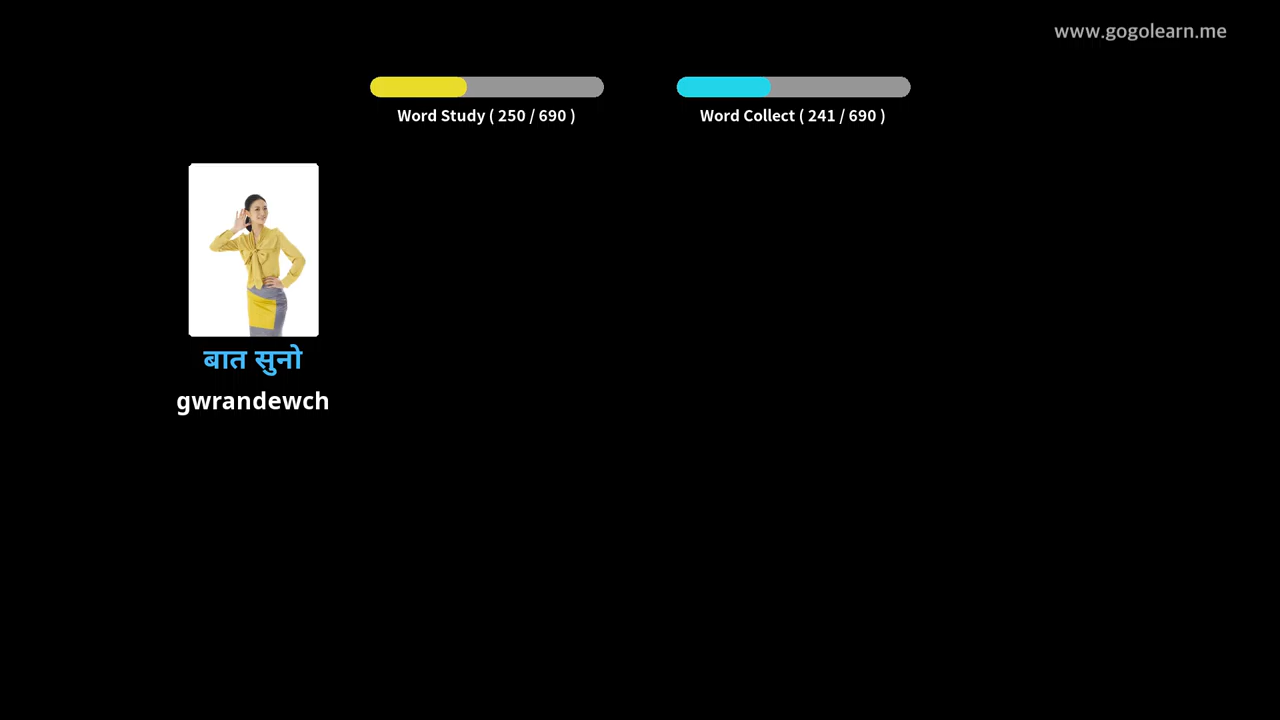 www.gogolearn.me
Word Study ( 250 / 690 )
Word Collect ( 241 / 690 )
बात सुनो
gwrandewch